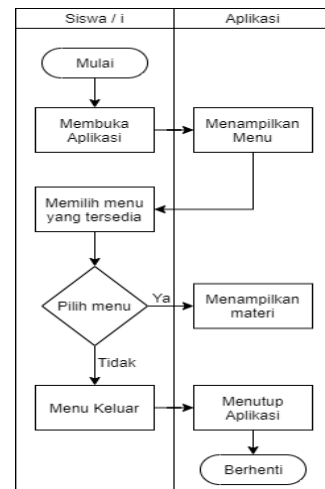 Siswa / i
Aplikasi
Mulai
Membuka
Aplikasi
Menampilkan
Menu
Memilih menu
yang tersedia
Pilih menu
Ya
Menampilkan
materi
Tidak
Menu Keluar
Menutup
Aplikasi
Berhenti